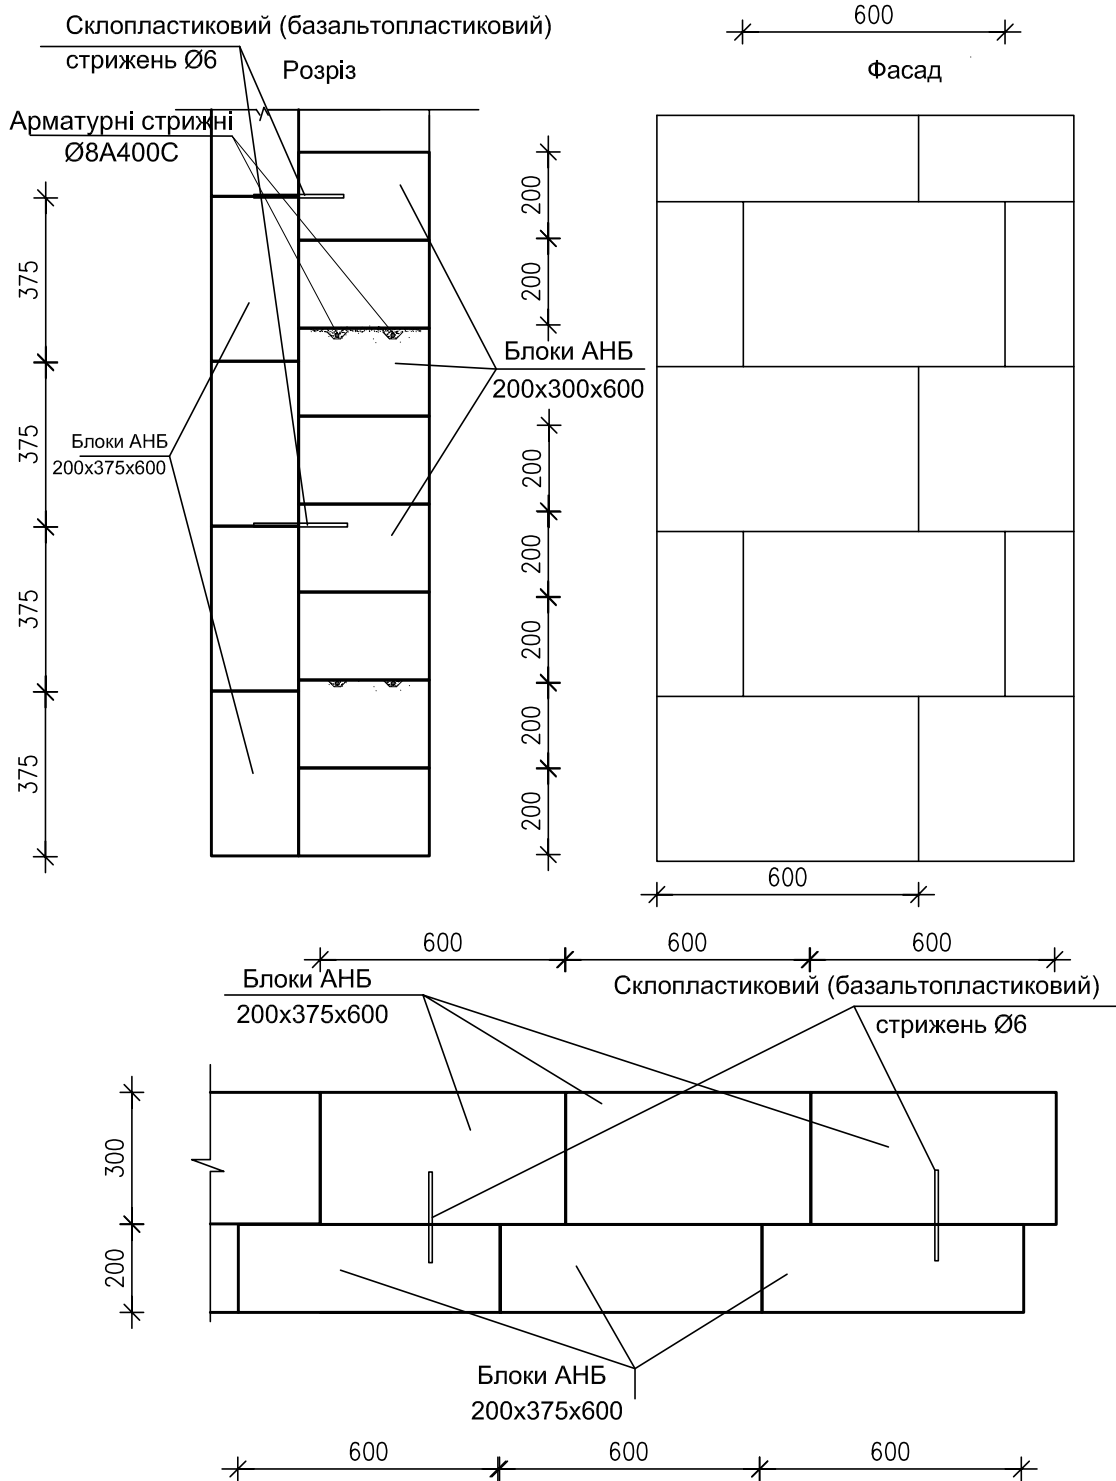 Склопластиковий (базальтопластиковий)
стрижень Ø6
Розріз
600
Фасад
Арматурні стрижні
Ø8А400С
200
200
375
375
375
375
Блоки АНБ
200х300х600
Блоки АНБ
200х375х600
200
200
200
200
200
600
600
600
600
Блоки АНБ
200х375х600
Склопластиковий (базальтопластиковий)
стрижень Ø6
300
200
Блоки АНБ
200х375х600
600
600
600